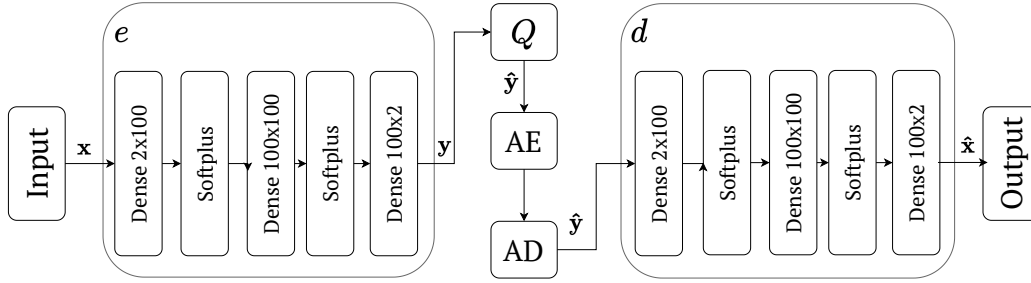 Input
x
e
Dense 2x100
Softplus
Dense 100x100
Softplus
Dense 100x2
y
Q
ŷ
AE
AD
ŷ
d
Dense 2x100
Softplus
Dense 100x100
Softplus
Dense 100x2
x̂
Output